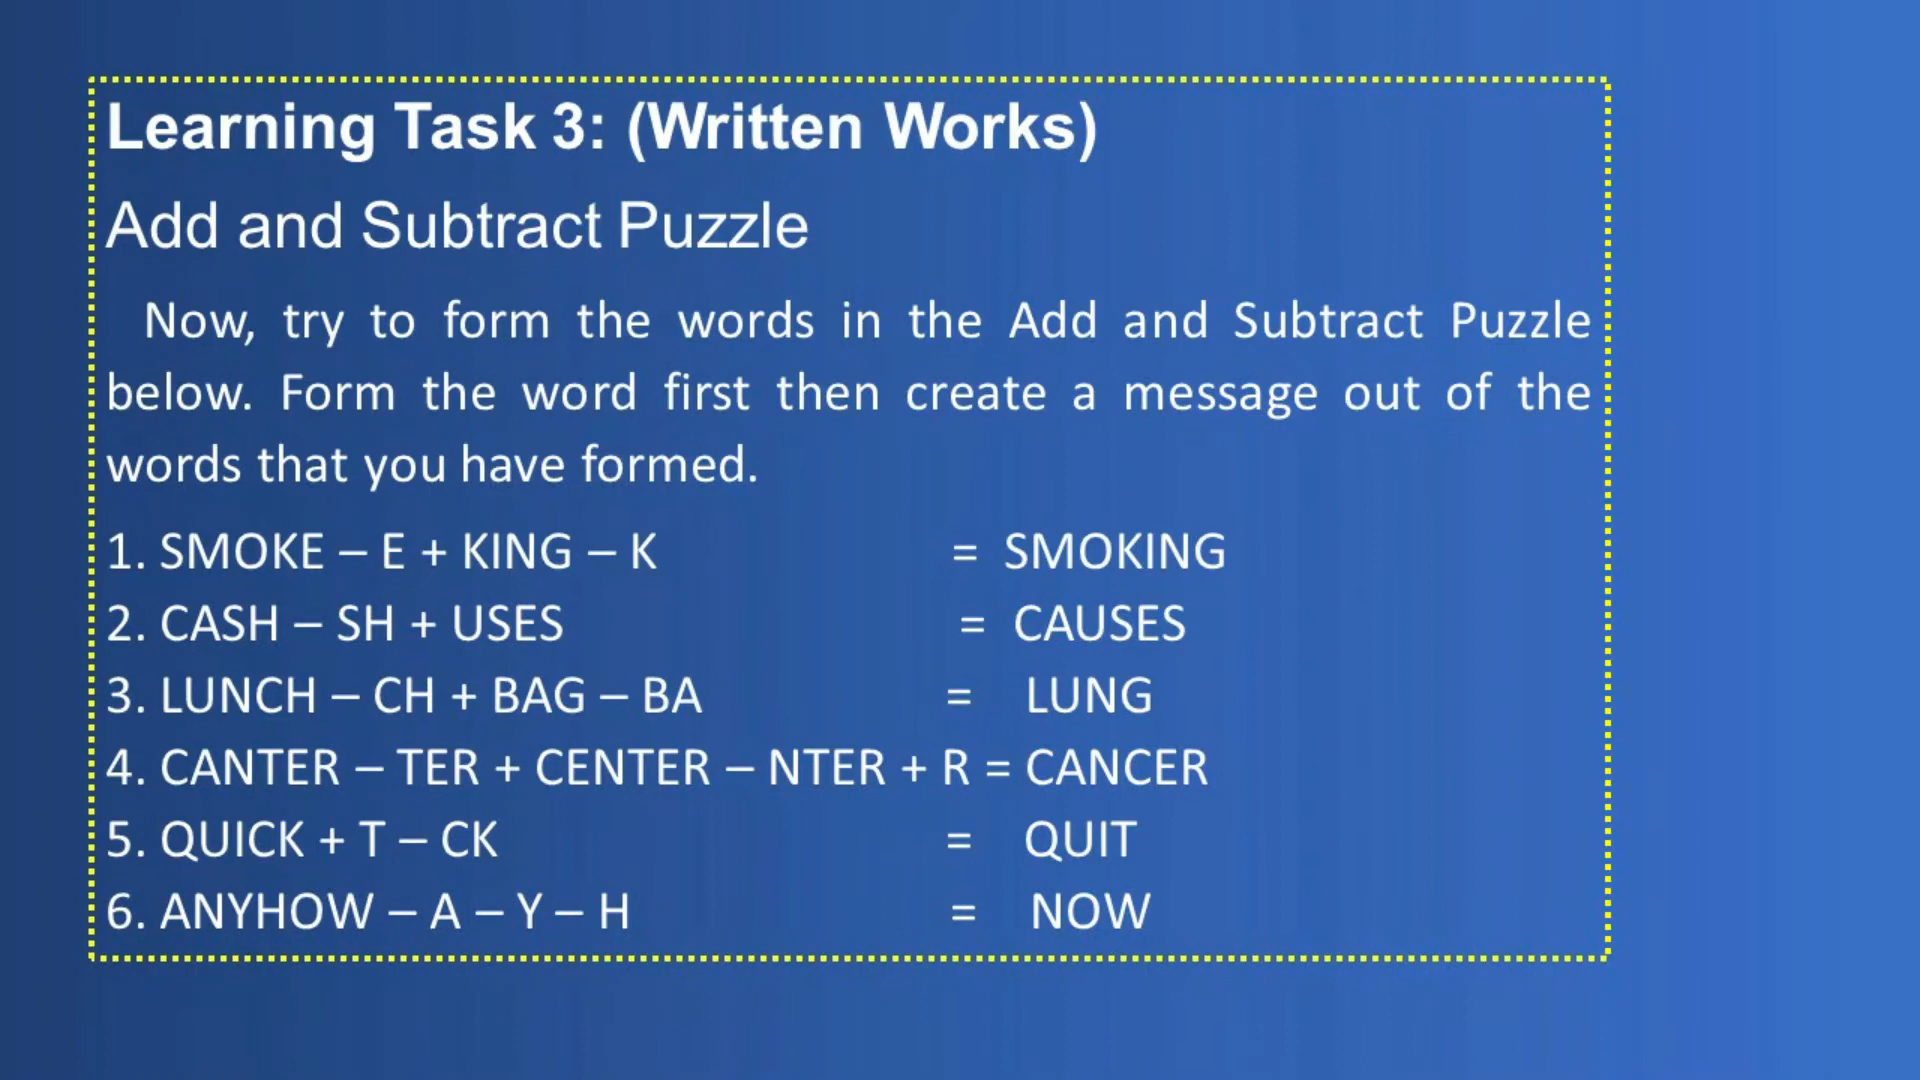 Learning Task 3: (Written Works)
Add and Subtract Puzzle
Now, try to form the words in the Add and Subtract Puzzle
below. Form the word first then create a message out of the
words that you have formed.
1. SMOKE – E + KING – K = SMOKING
2. CASH – SH + USES = CAUSES
3. LUNCH – CH + BAG – BA = LUNG
4. CANTER – TER + CENTER – NTER + R = CANCER
5. QUICK + T – CK = QUIT
6. ANYHOW – A – Y – H = NOW